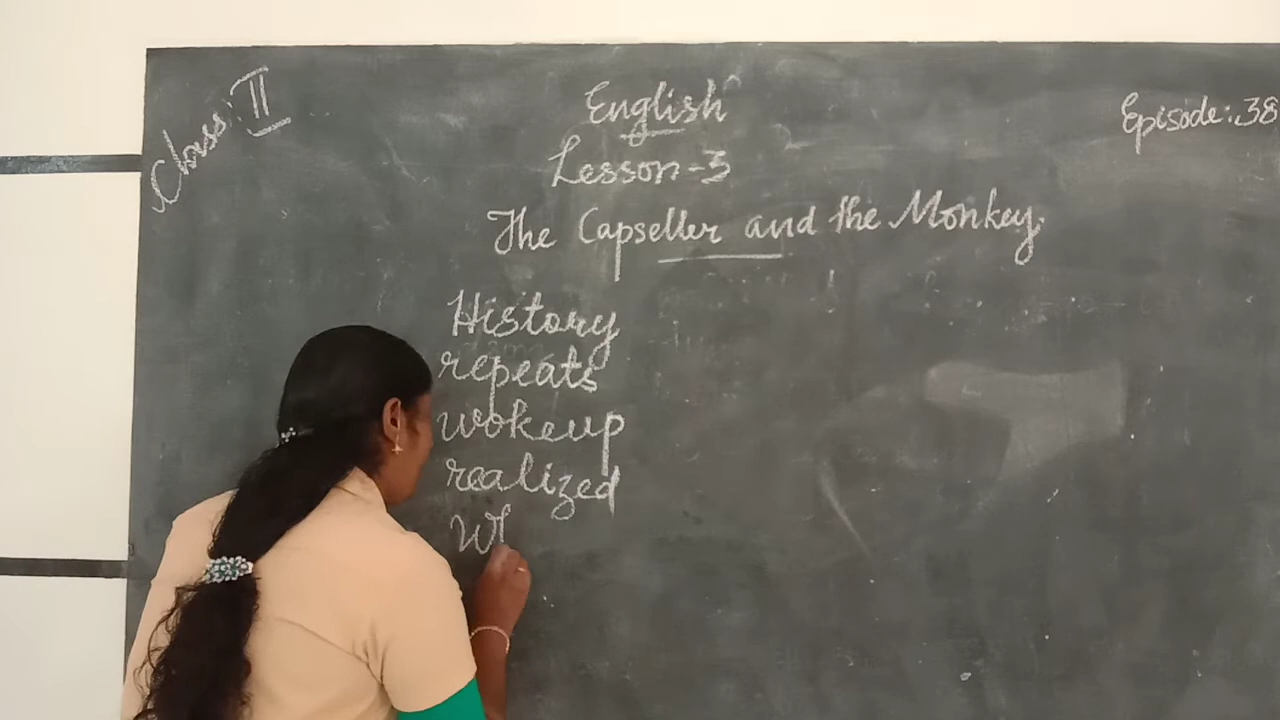 Class: II
English
Episode: 38
Lesson-3
The Capseller and the Monkey.
History
repeats
wokeup
realized